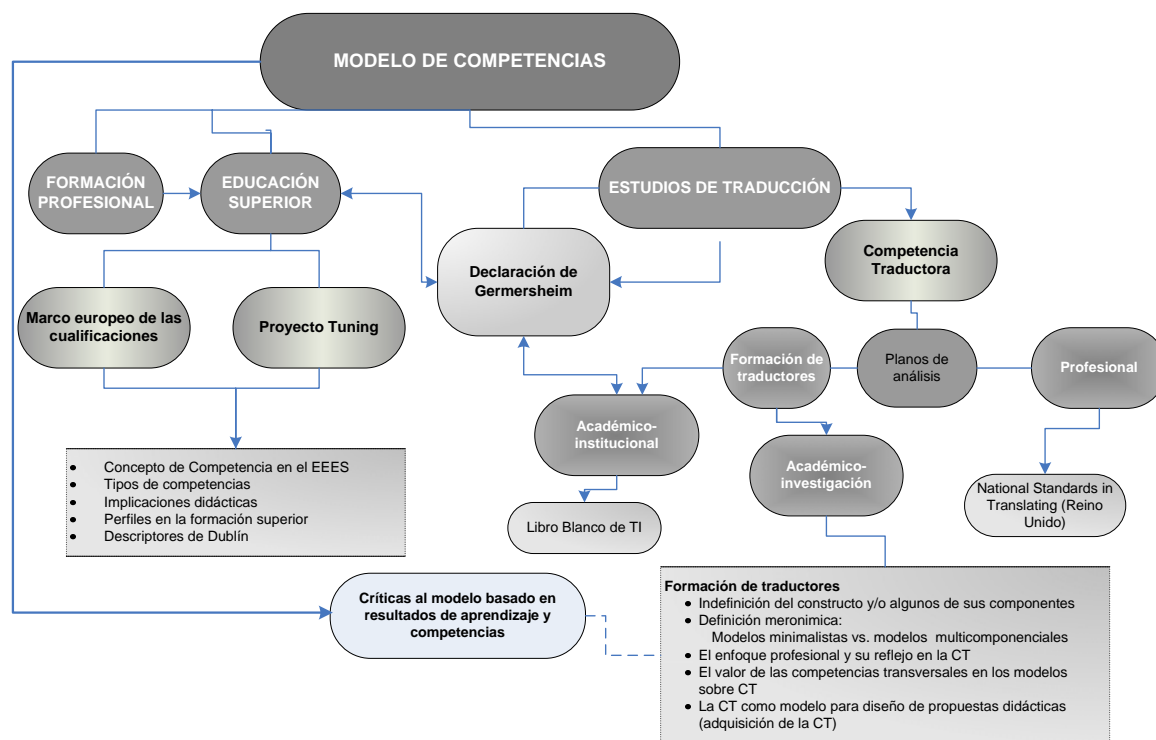 MODELO DE COMPETENCIAS
FORMACIÓN
PROFESIONAL
EDUCACIÓN
SUPERIOR
ESTUDIOS DE TRADUCCIÓN
Declaración de
Germersheim
Competencia
Traductora
Marco europeo de las
cualificaciones
Proyecto Tuning
Formación de
traductores
Planos de
análisis
Profesional
Académico-
institucional
Académico-
investigación
National Standards in
Translating (Reino
Unido)
Libro Blanco de TI
• Concepto de Competencia en el EEES
• Tipos de competencias
• Implicaciones didácticas
• Perfiles en la formación superior
• Descriptores de Dublín
Críticas al modelo basado en
resultados de aprendizaje y
competencias
Formación de traductores
• Indefinición del constructo y/o algunos de sus componentes
• Definición meronimica:
Modelos minimalistas vs. modelos multicomponenciales
• El enfoque profesional y su reflejo en la CT
• El valor de las competencias transversales en los modelos
sobre CT
• La CT como modelo para diseño de propuestas didácticas
(adquisición de la CT)